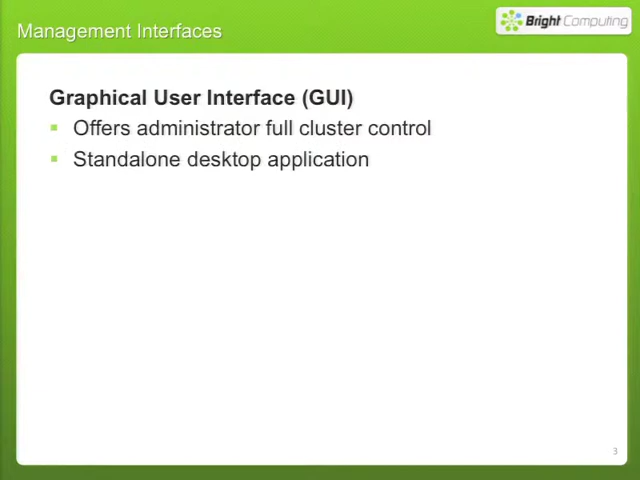 Management Interfaces
Bright Computing
Graphical User Interface (GUI)
▪ Offers administrator full cluster control
▪ Standalone desktop application
3